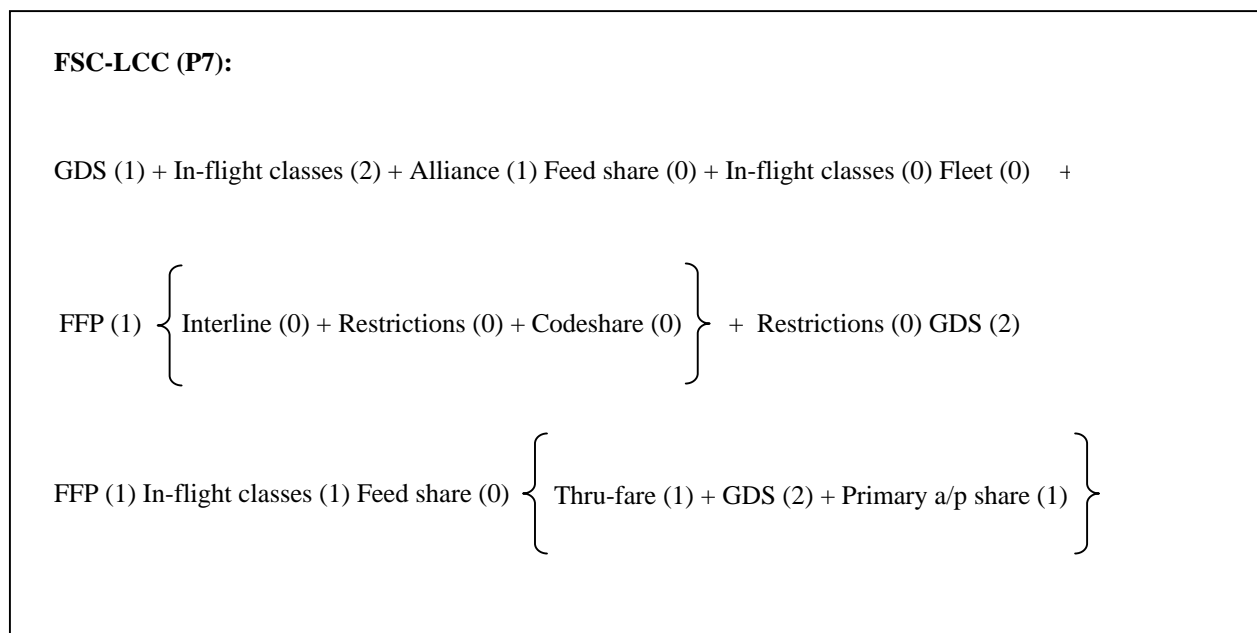 FSC-LCC (P7):
GDS (1) + In-flight classes (2) + Alliance (1) Feed share (0) + In-flight classes (0) Fleet (0) +
FFP (1) { Interline (0) + Restrictions (0) + Codeshare (0) } + Restrictions (0) GDS (2)
FFP (1) In-flight classes (1) Feed share (0) { Thru-fare (1) + GDS (2) + Primary a/p share (1) }